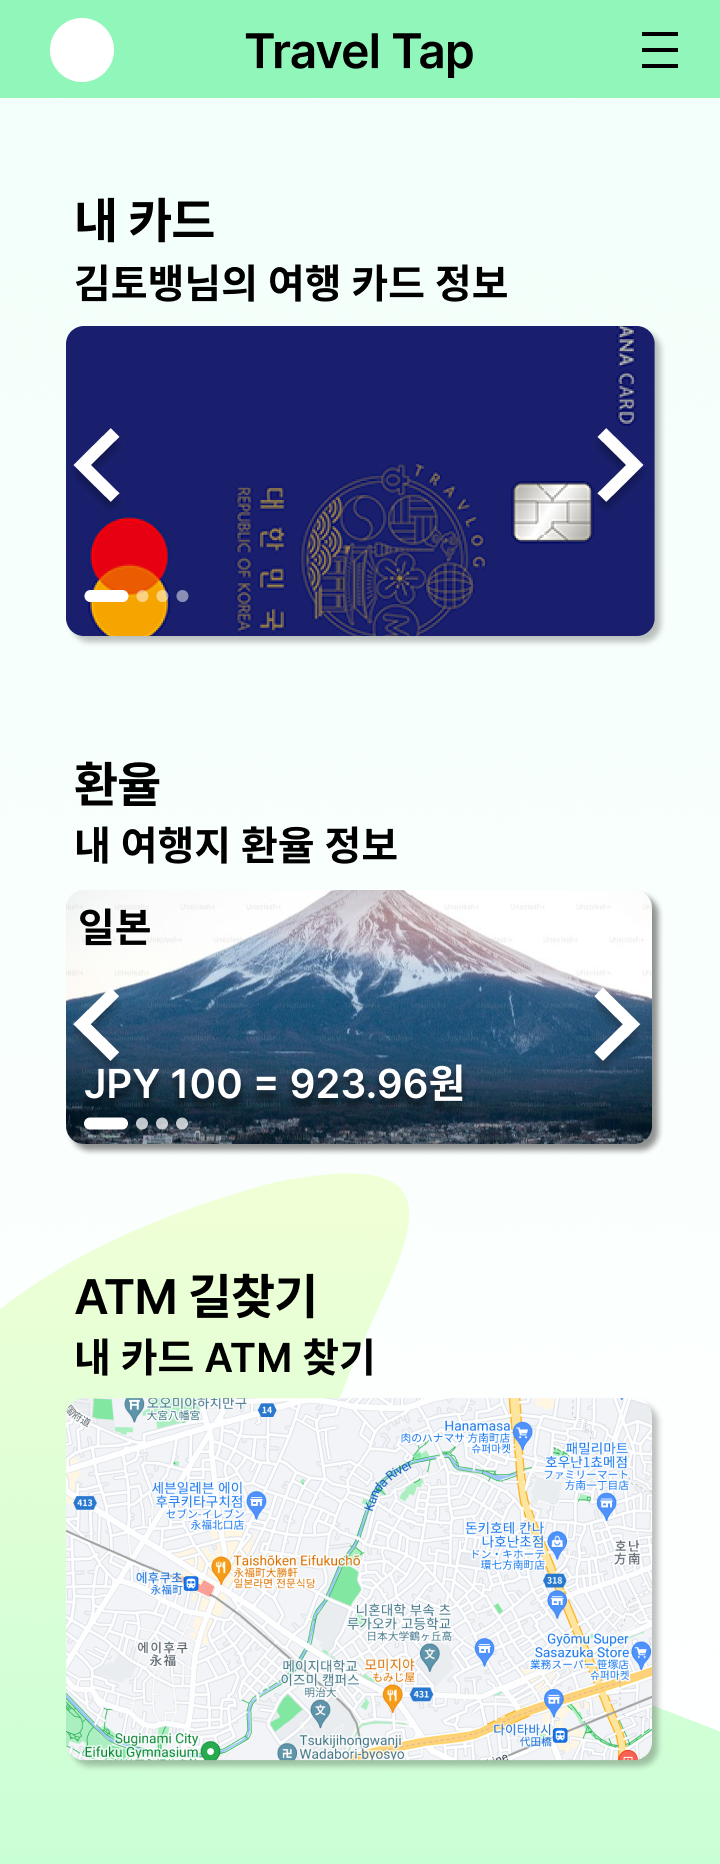 Travel Tap
내 카드
김토뱅님의 여행 카드 정보
ANA CARD
TRAVLOG
대한민국
REPUBLIC OF KOREA
환율
내 여행지 환율 정보
일본
JPY 100 = 923.96원
ATM 길찾기
내 카드 ATM 찾기
오오미야하치만구
大宮八幡宮
14
Hanamasa
肉のハナマサ 方南町店
슈퍼마켓
패밀리마트
호우난1쵸메점
ファミリーマート
方南一丁目店
Kanda River
세븐일레븐 에이
후쿠키타구치점
セブン-イレブン
永福北口店
413
돈키호테 칸나
나호난초점
ドン・キホーテ
環七方南町店
호난
方南
Taishōken Eifukuchō
永福町大勝軒
일본라면 전문식당
에후쿠초
永福町
318
니혼대학 부속 츠
루가오카 고등학교
日本大学鶴ヶ丘高
에이후쿠
永福
Gyōmu Super
Sasazuka Store
業務スーパー 笹塚店
슈퍼마켓
메이지대학교
이즈미 캠퍼스
明治大
모미지야
もみじ屋
431
다이타바시
代田橋
Suginami City
Eifuku Gymnasium
Tsukijihongwanji
Wadabori-byosyo